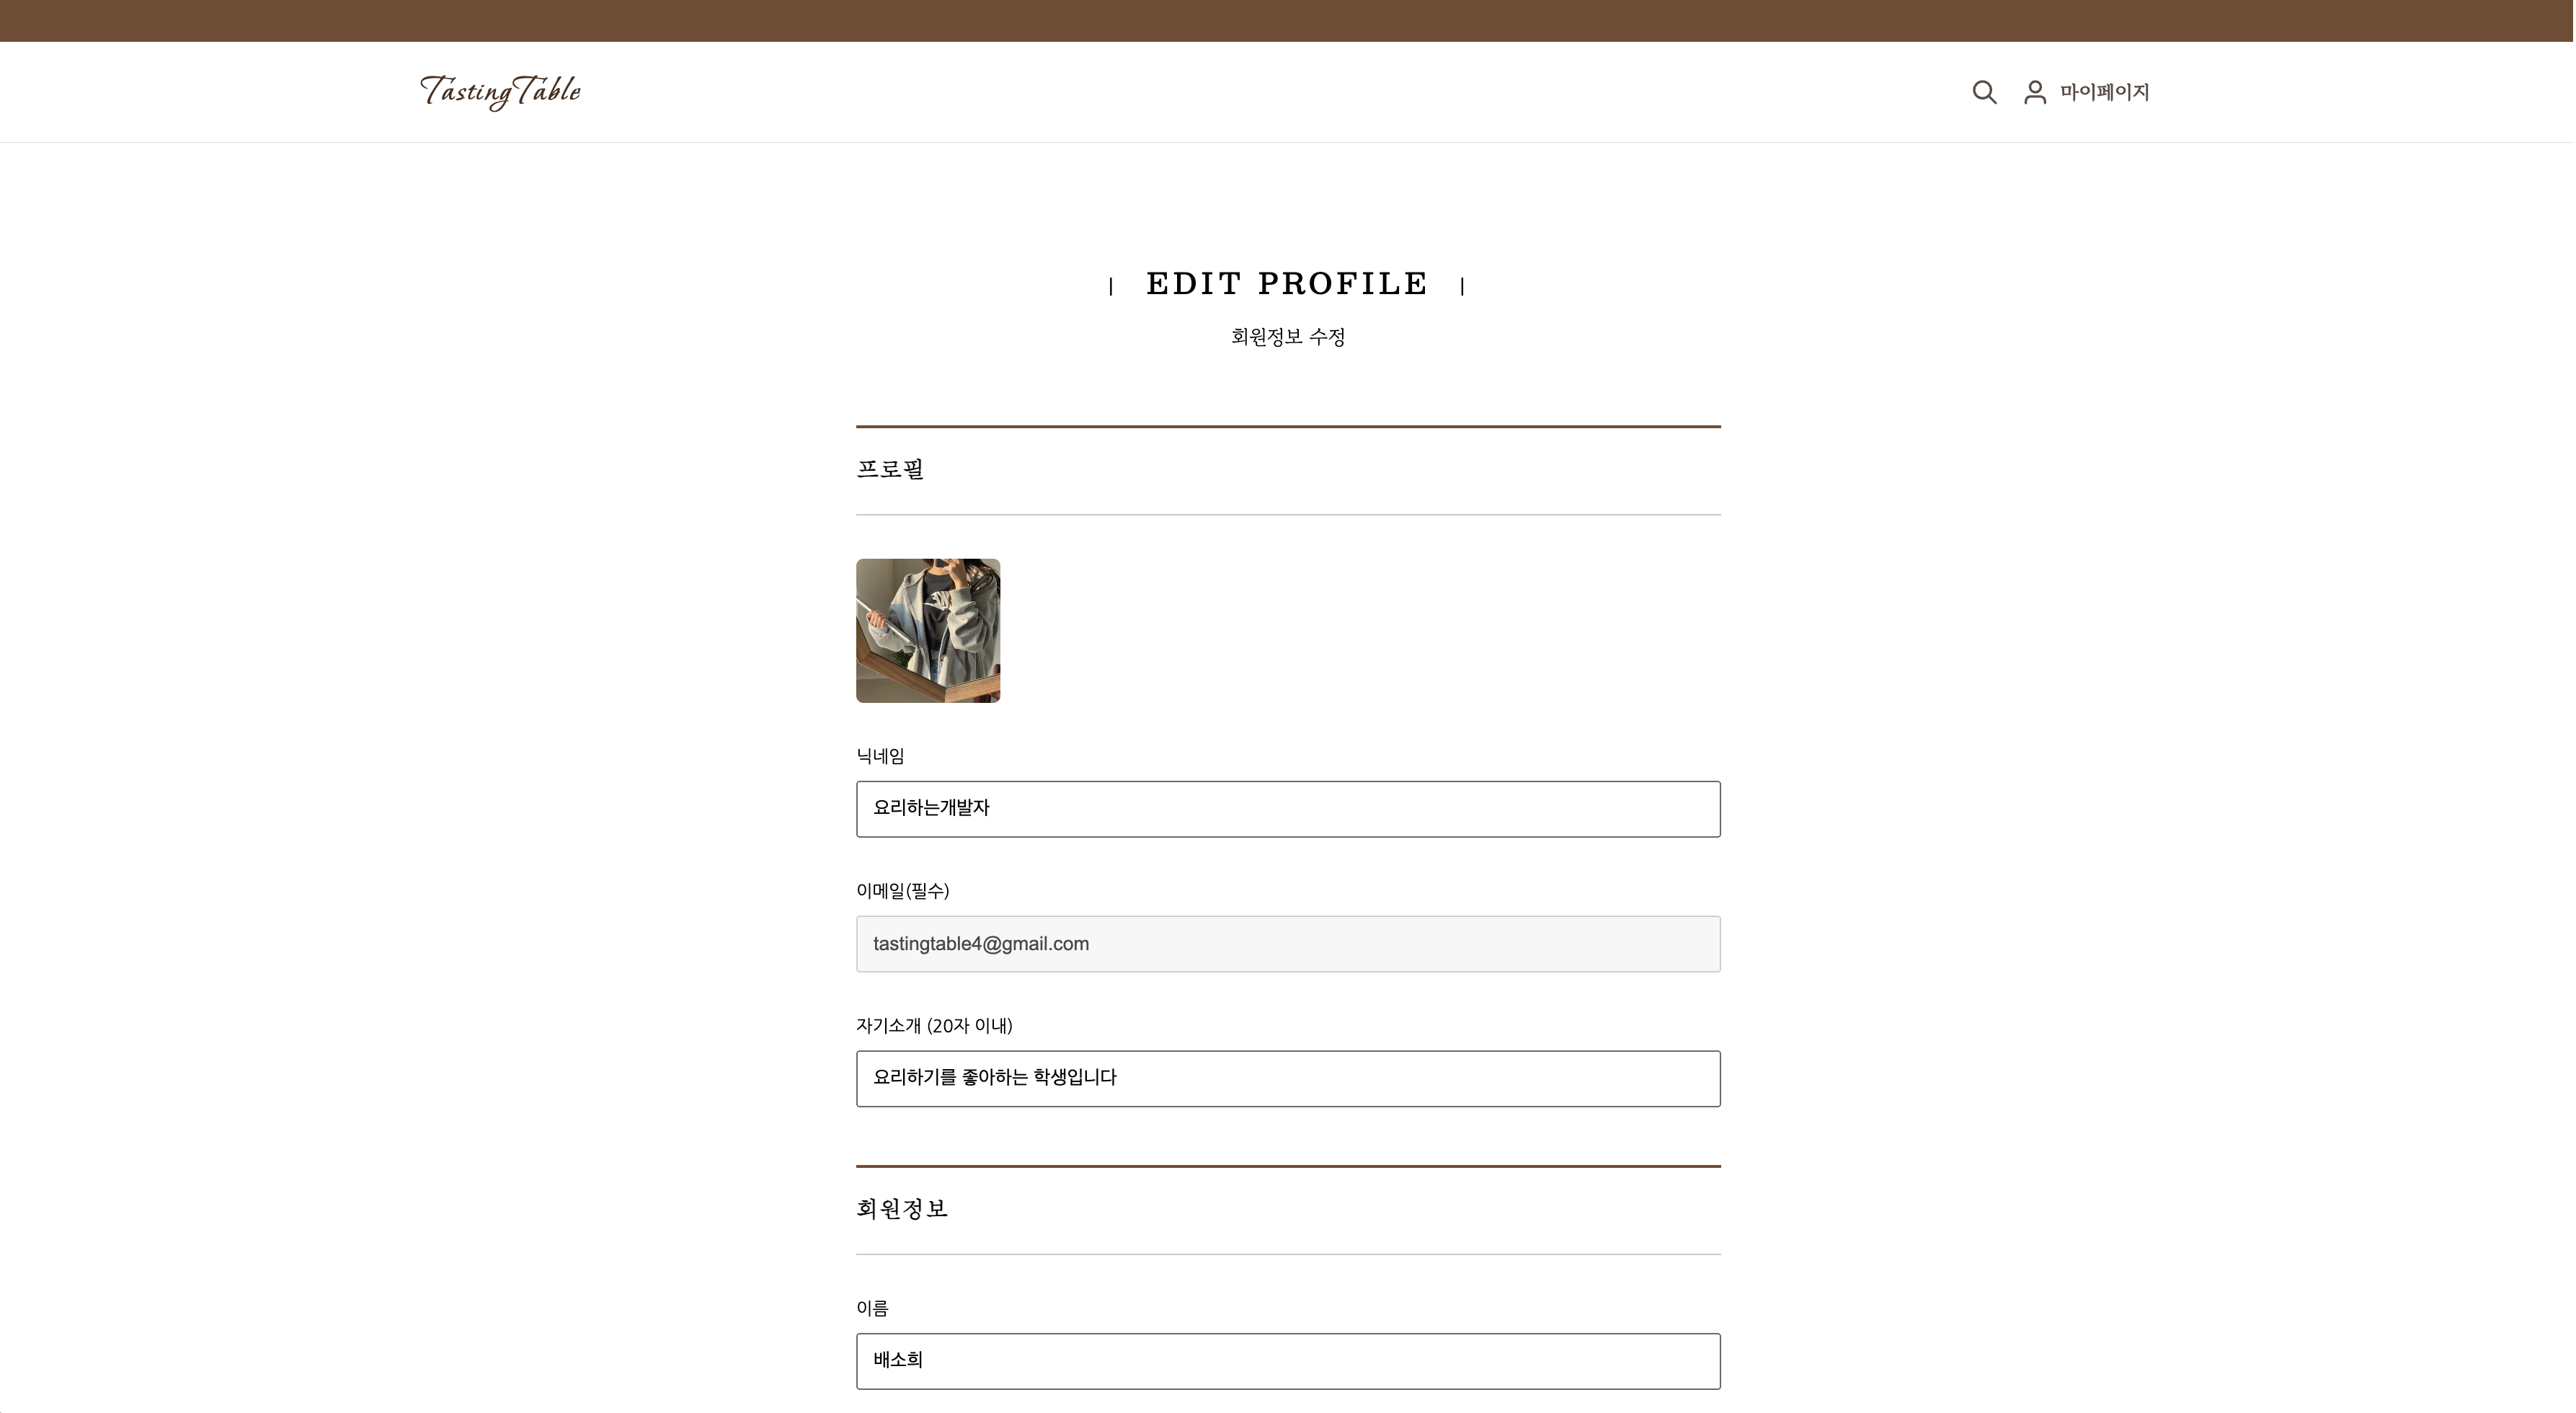 TastingTable
마이페이지
EDIT PROFILE
회원정보 수정
프로필
닉네임
요리하는개발자
이메일(필수)
tastingtable4@gmail.com
자기소개 (20자 이내)
요리하기를 좋아하는 학생입니다
회원정보
이름
배소희